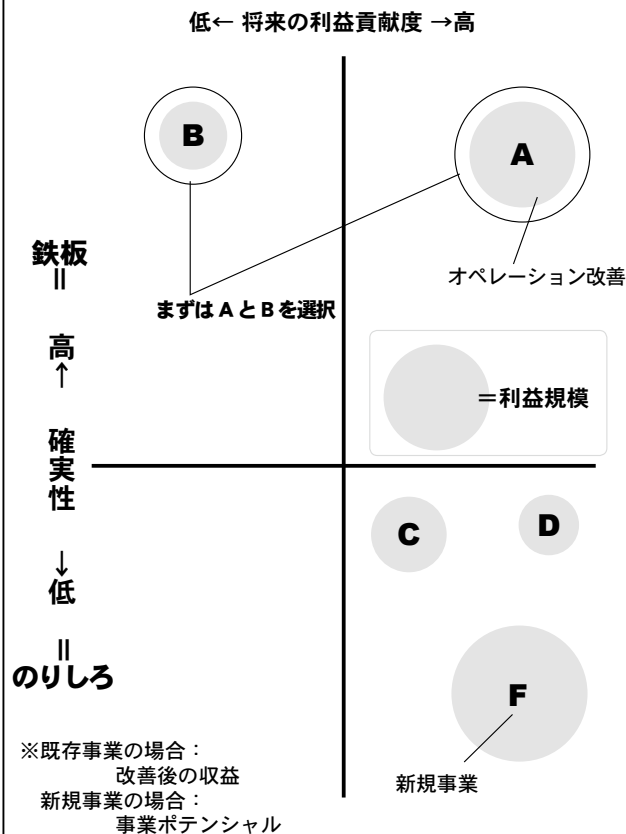 低← 将来の利益貢献度 →高
B
A
鉄板
＝
オペレーション改善
まずはAとBを選択
高
↑
＝利益規模
確実性
C
D
↓
低
＝
のりしろ
F
※既存事業の場合：
改善後の収益
新規事業
新規事業の場合：
事業ポテンシャル